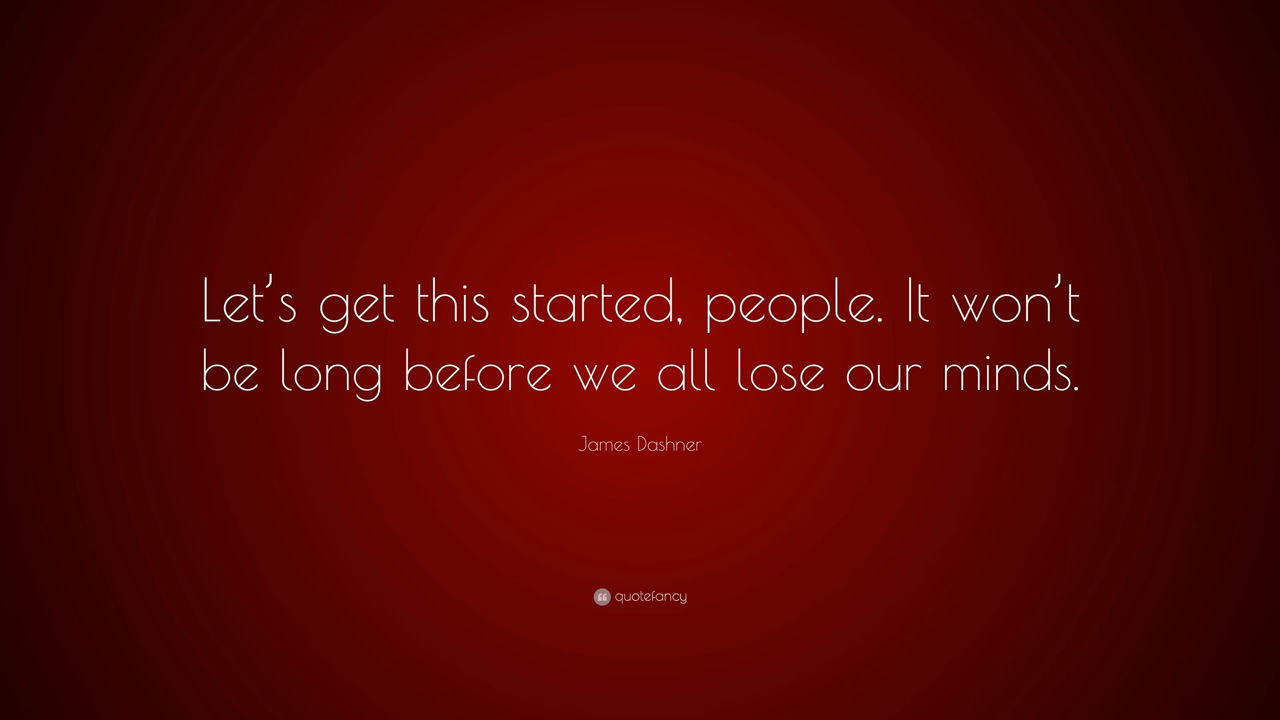 Let’s get this started, people. It won’t
be long before we all lose our minds.
James Dashner
quotefancy